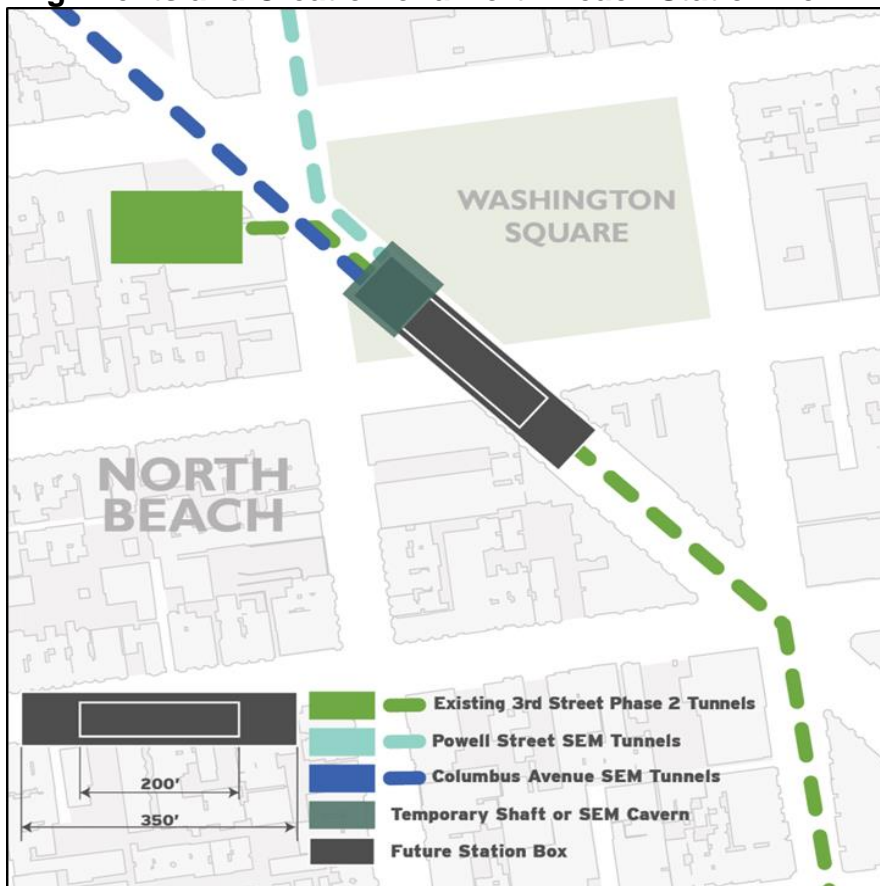 WASHINGTON
SQUARE
NORTH
BEACH
Existing 3rd Street Phase 2 Tunnels
Powell Street SEM Tunnels
Columbus Avenue SEM Tunnels
Temporary Shaft or SEM Cavern
Future Station Box
200'
350'